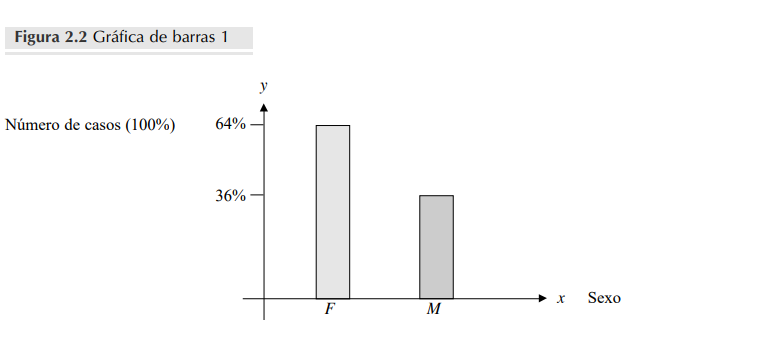 Figura 2.2 Gráfica de barras 1
y
Número de casos (100%) 64%
36%
x Sexo
F M